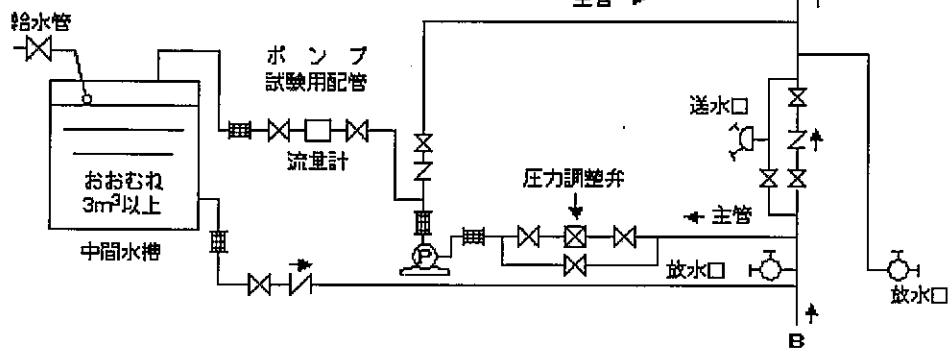 主管
給水管
ポンプ
試験用配管
流量計
おおむね
3m³以上
中間水槽
送水口
圧力調整弁
主管
P
放水口
放水口
B